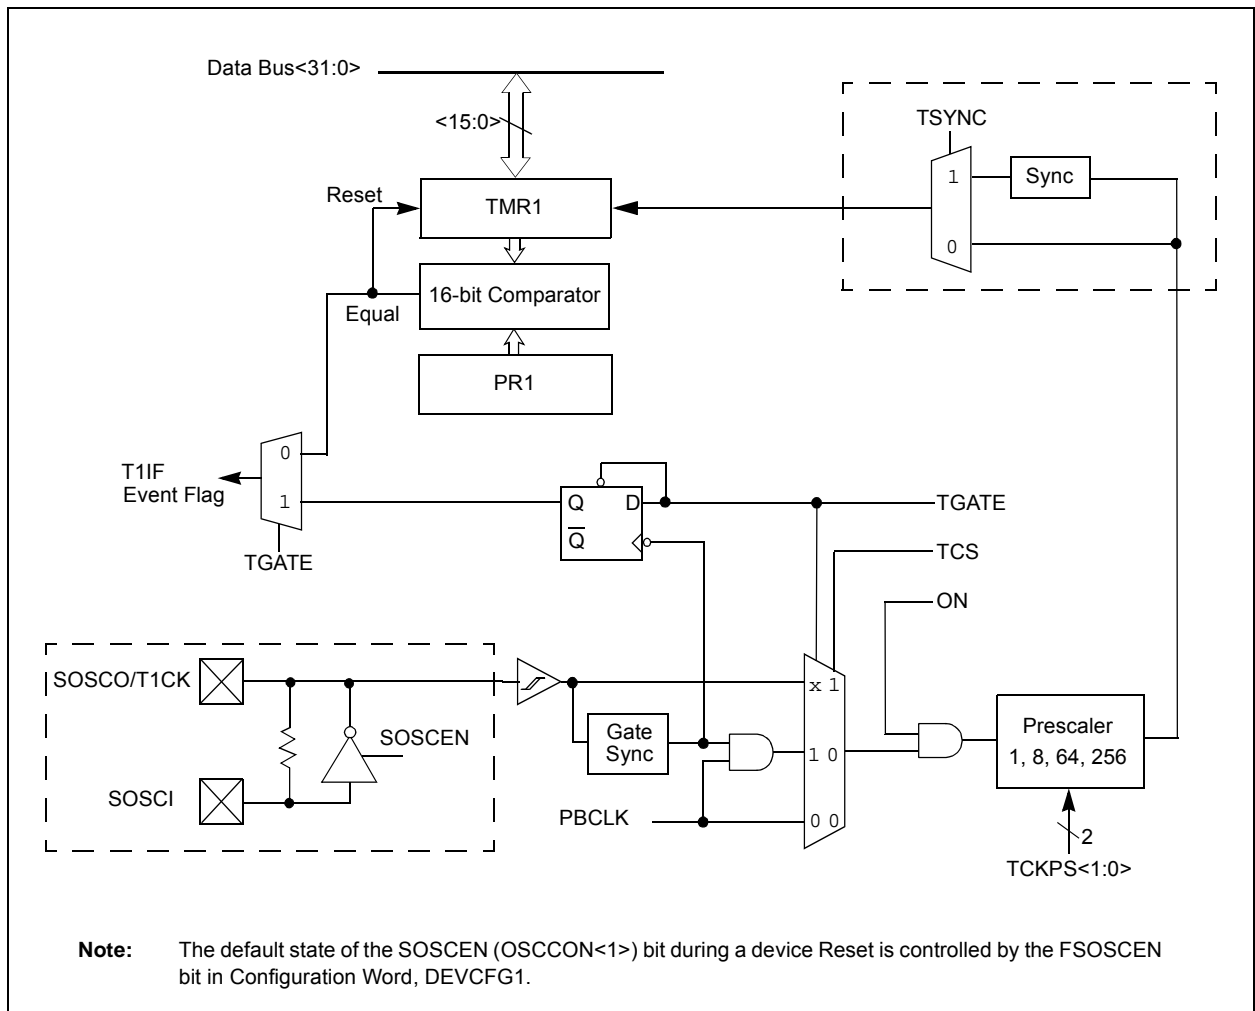 Data Bus<31:0>
<15:0>
TSYNC
Reset
TMR1
1
Sync
0
16-bit Comparator
Equal
PR1
0
T1IF
Event Flag
1
Q
D
TGATE
Q̅
TGATE
TCS
ON
SOSCO/T1CK
x 1
SOSCEN
Gate
Sync
1 0
Prescaler
1, 8, 64, 256
SOSCI
PBCLK
0 0
2
TCKPS<1:0>
Note: The default state of the SOSCEN (OSCCON<1>) bit during a device Reset is controlled by the FSOSCEN
bit in Configuration Word, DEVCFG1.